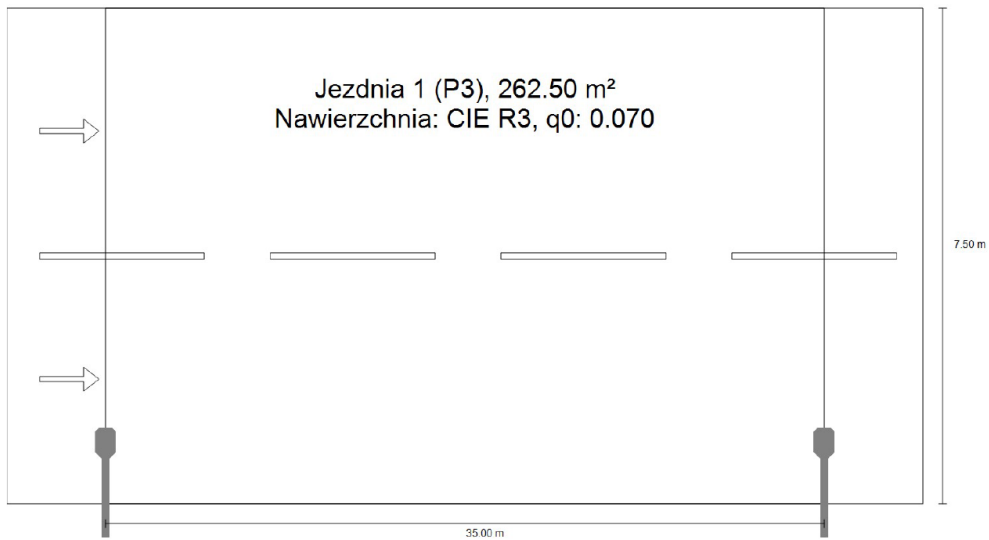 Jezdnia 1 (P3), 262.50 m²
Nawierzchnia: CIE R3, q0: 0.070
7.50 m
35.00 m